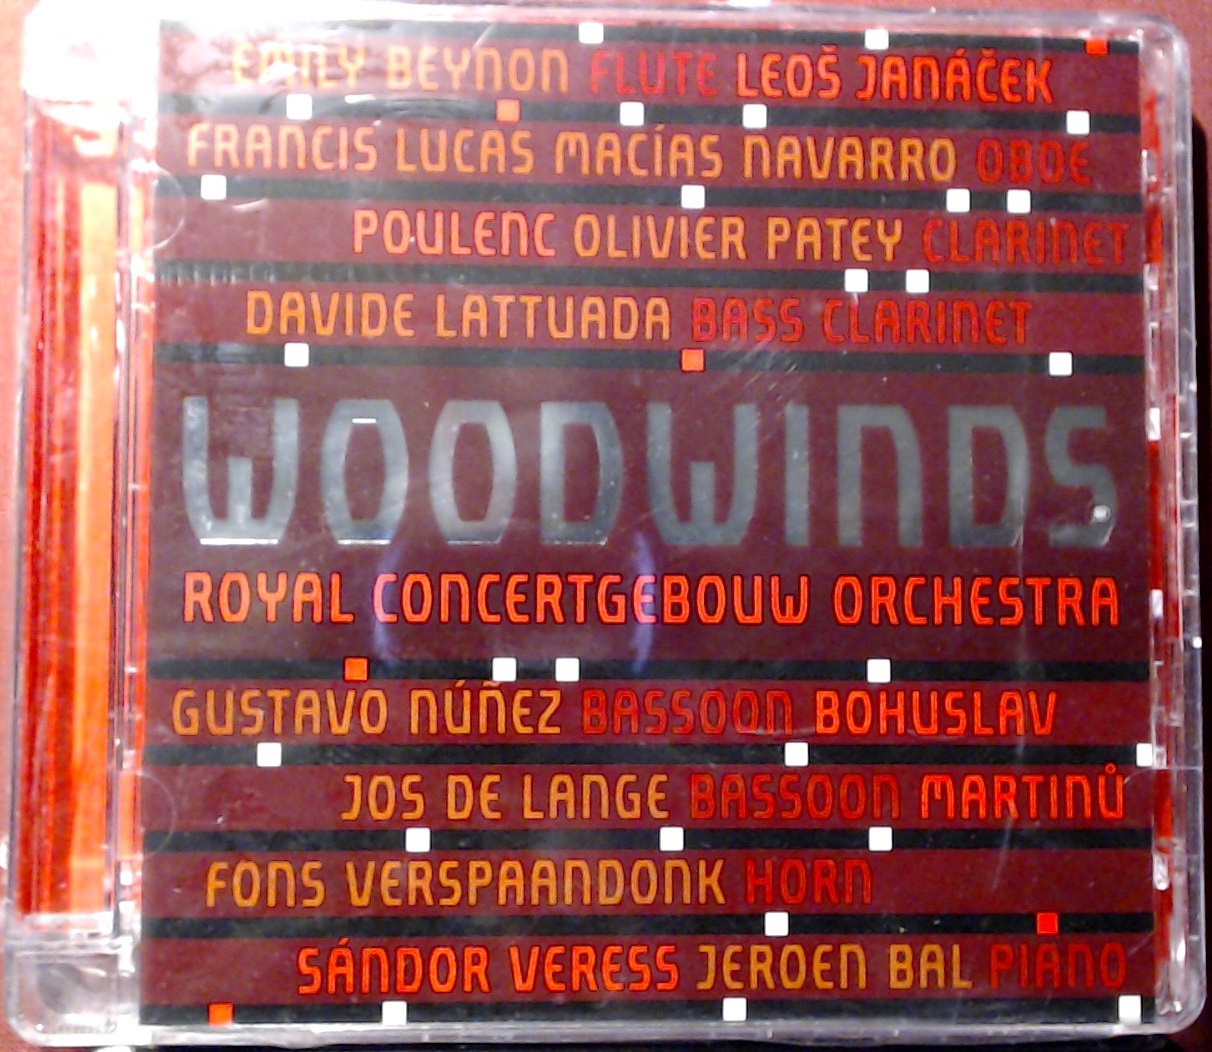 EMILY BEYNON FLUTE LEOŠ JANÁČEK
FRANCIS LUCAS MACÍAS NAVARRO OBOE
POULENC OLIVIER PATEY CLARINET
DAVIDE LATTUADA BASS CLARINET
WOODWINDS
ROYAL CONCERTGEBOUW ORCHESTRA
GUSTAVO NÚÑEZ BASSOON BOHUSLAV
JOS DE LANGE BASSOON MARTINŮ
FONS VERSPAANDONK HORN
SÁNDOR VERESS JEROEN BAL PIANO